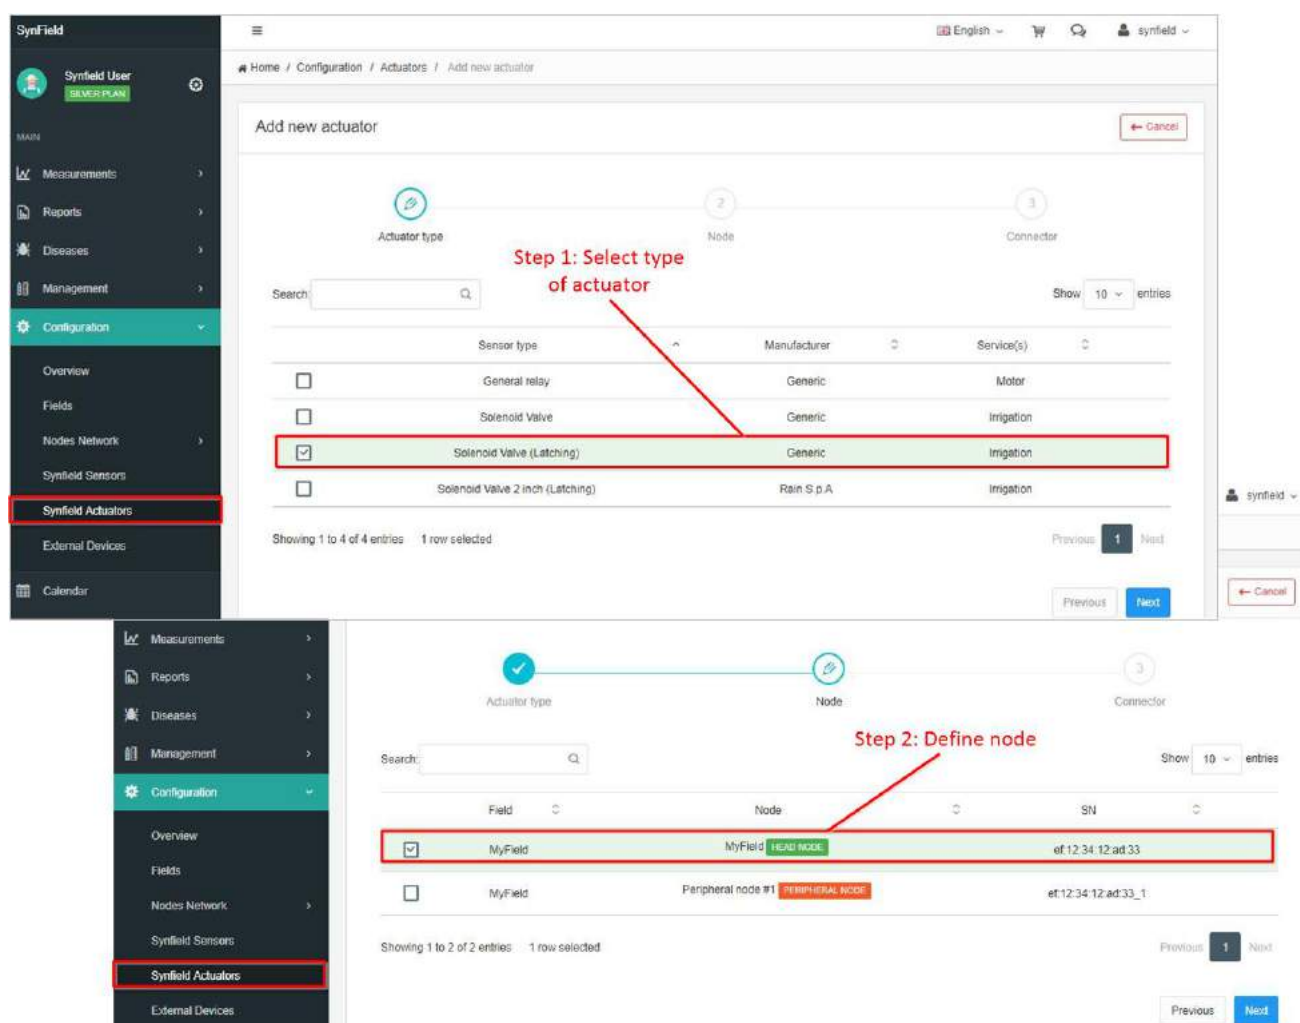 SynField
English
synfield
Synfield User
SILVER PLAN
Home / Configuration / Actuators / Add new actuator
MAIN
Add new actuator
Cancel
Measurements
Reports
Diseases
Management
Configuration
Overview
Fields
Nodes Network
Synfield Sensors
Synfield Actuators
External Devices
Calendar
2
3
Actuator type
Node
Connector
Step 1: Select type
of actuator
Search:
Show 10 entries
Sensor type Manufacturer Service(s)
General relay Generic Motor
Solenoid Valve Generic Irrigation
Solenoid Valve (Latching) Generic Irrigation
Solenoid Valve 2 inch (Latching) Rain S.p.A Irrigation
Showing 1 to 4 of 4 entries 1 row selected
Previous 1 Next
Previous Next
synfield
Cancel
Measurements
Reports
Diseases
Management
Configuration
Overview
Fields
Nodes Network
Synfield Sensors
Synfield Actuators
External Devices
3
Actuator type
Node
Connector
Step 2: Define node
Search:
Show 10 entries
Field Node SN
MyField MyField HEAD NODE ef:12:34:12:ad:33
MyField Peripheral node #1 PERIPHERAL NODE ef:12:34:12:ad:33_1
Showing 1 to 2 of 2 entries 1 row selected
Previous 1 Next
Previous Next